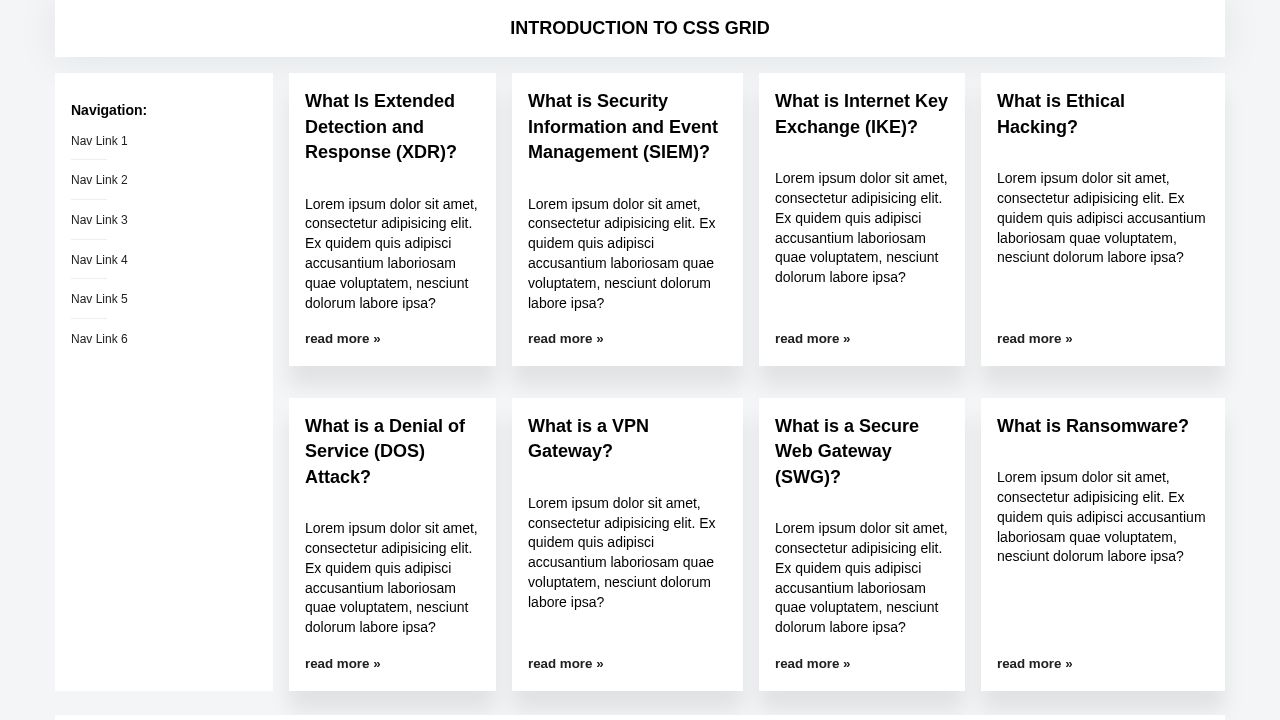 INTRODUCTION TO CSS GRID
Navigation:
Nav Link 1
Nav Link 2
Nav Link 3
Nav Link 4
Nav Link 5
Nav Link 6
What Is Extended
Detection and
Response (XDR)?
Lorem ipsum dolor sit amet,
consectetur adipisicing elit.
Ex quidem quis adipisci
accusantium laboriosam
quae voluptatem, nesciunt
dolorum labore ipsa?
read more »
What is Security
Information and Event
Management (SIEM)?
Lorem ipsum dolor sit amet,
consectetur adipisicing elit. Ex
quidem quis adipisci
accusantium laboriosam quae
voluptatem, nesciunt dolorum
labore ipsa?
read more »
What is Internet Key
Exchange (IKE)?
Lorem ipsum dolor sit amet,
consectetur adipisicing elit.
Ex quidem quis adipisci
accusantium laboriosam
quae voluptatem, nesciunt
dolorum labore ipsa?
read more »
What is Ethical
Hacking?
Lorem ipsum dolor sit amet,
consectetur adipisicing elit. Ex
quidem quis adipisci accusantium
laboriosam quae voluptatem,
nesciunt dolorum labore ipsa?
read more »
What is a Denial of
Service (DOS)
Attack?
Lorem ipsum dolor sit amet,
consectetur adipisicing elit.
Ex quidem quis adipisci
accusantium laboriosam
quae voluptatem, nesciunt
dolorum labore ipsa?
read more »
What is a VPN
Gateway?
Lorem ipsum dolor sit amet,
consectetur adipisicing elit. Ex
quidem quis adipisci
accusantium laboriosam quae
voluptatem, nesciunt dolorum
labore ipsa?
read more »
What is a Secure
Web Gateway
(SWG)?
Lorem ipsum dolor sit amet,
consectetur adipisicing elit.
Ex quidem quis adipisci
accusantium laboriosam
quae voluptatem, nesciunt
dolorum labore ipsa?
read more »
What is Ransomware?
Lorem ipsum dolor sit amet,
consectetur adipisicing elit. Ex
quidem quis adipisci accusantium
laboriosam quae voluptatem,
nesciunt dolorum labore ipsa?
read more »